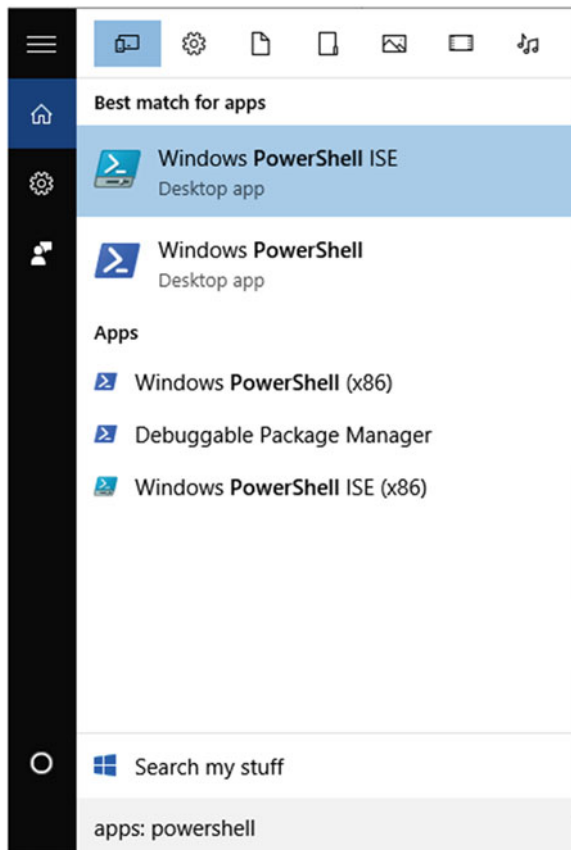 Best match for apps
Windows PowerShell ISE
Desktop app
Windows PowerShell
Desktop app
Apps
Windows PowerShell (x86)
Debuggable Package Manager
Windows PowerShell ISE (x86)
Search my stuff
apps: powershell